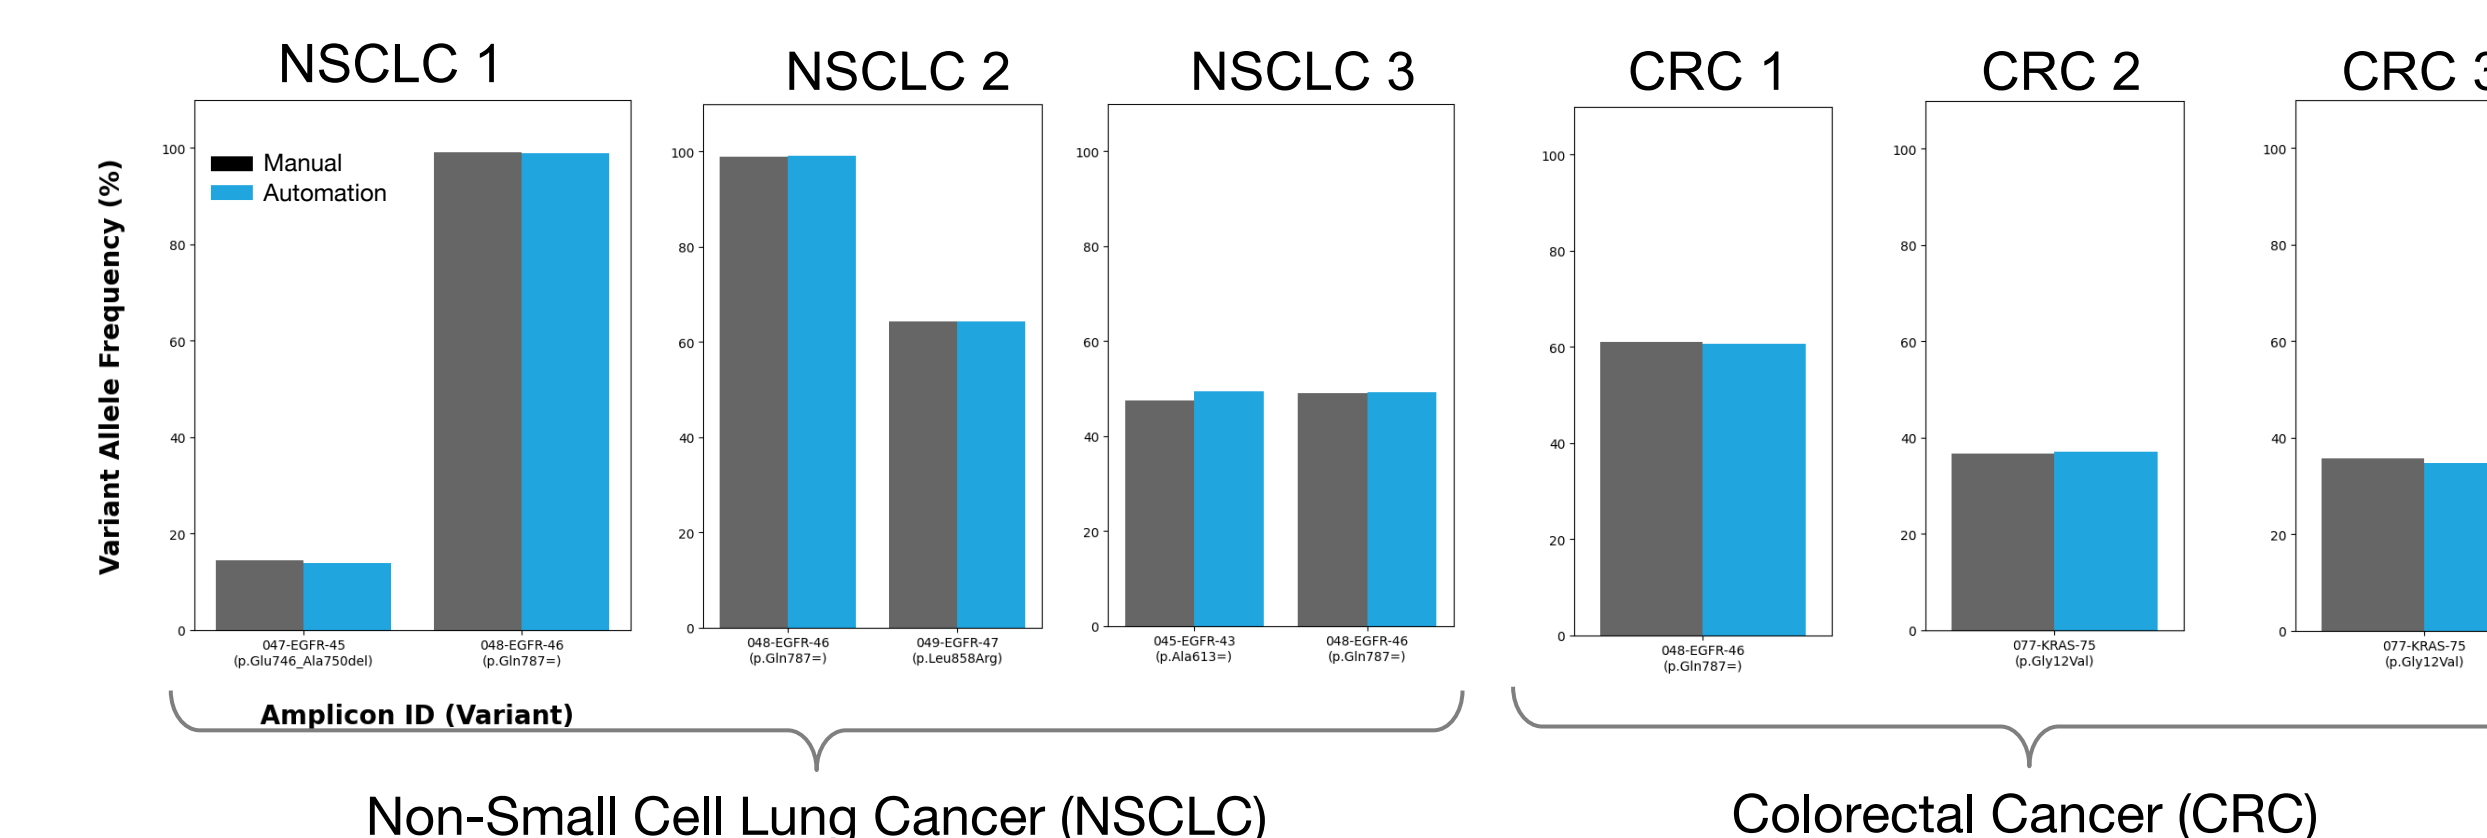 NSCLC 1
NSCLC 2
NSCLC 3
CRC 1
CRC 2
CRC 3
Variant Allele Frequency (%)
Manual
Automation
100
80
60
40
20
0
047-EGFR-45
(p.Glu746_Ala750del)
048-EGFR-46
(p.Gln787=)
100
80
60
40
20
0
048-EGFR-46
(p.Gln787=)
049-EGFR-47
(p.Leu858Arg)
100
80
60
40
20
0
045-EGFR-43
(p.Ala613=)
048-EGFR-46
(p.Gln787=)
100
80
60
40
20
0
048-EGFR-46
(p.Gln787=)
100
80
60
40
20
0
077-KRAS-75
(p.Gly12Val)
100
80
60
40
20
0
077-KRAS-75
(p.Gly12Val)
Amplicon ID (Variant)
Non-Small Cell Lung Cancer (NSCLC)
Colorectal Cancer (CRC)